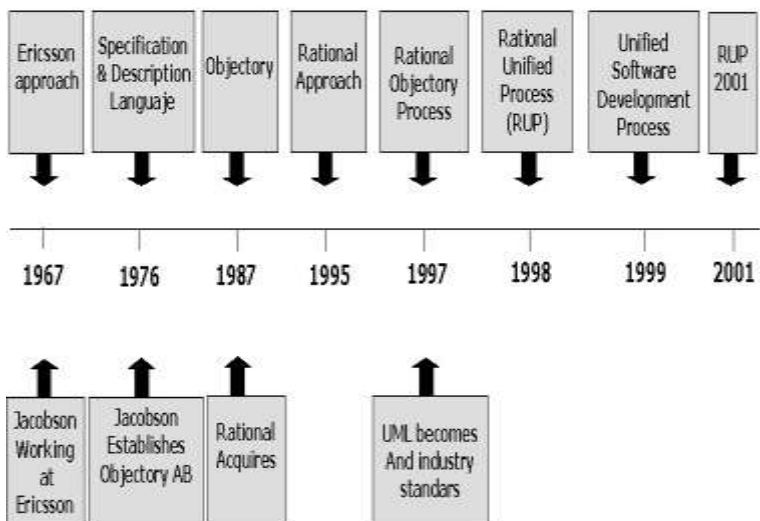 Ericsson
approach
Specification
& Description
Languaje
Objectory
Rational
Approach
Rational
Objectory
Process
Rational
Unified
Process
(RUP)
Unified
Software
Development
Process
RUP
2001
1967
1976
1987
1995
1997
1998
1999
2001
Jacobson
Working
at
Ericsson
Jacobson
Establishes
Objectory AB
Rational
Acquires
UML becomes
And industry
standars